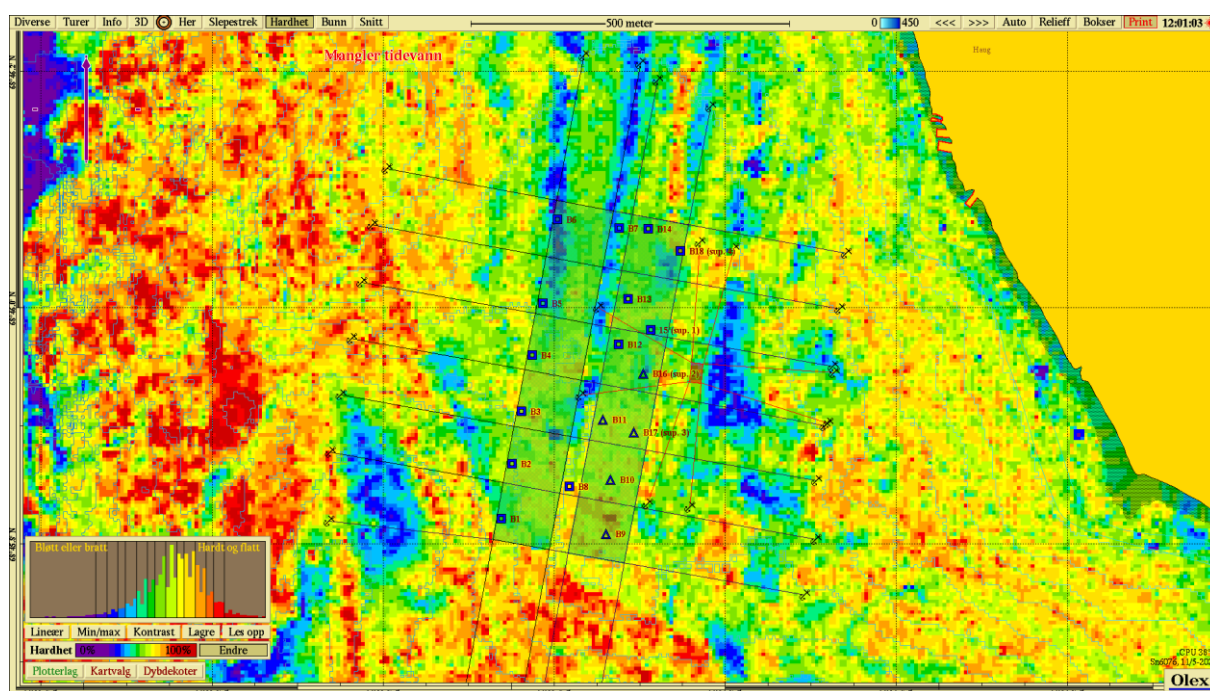 Diverse Turer Info 3D Her Slepestrek Hardhet Bunn Snitt 500 meter 0 450 <<< >>> Auto Relieff Bokser Print 12:01:03
Mangler tidevann
Haug
B6
B7
B14
B18 (sup. 4)
B5
B13
15 (sup. 1)
B12
B4
B16 (sup. 2)
B3
B11
B17 (sup. 3)
B2
B10
B8
B1
B9
Bløtt eller bratt Hardt og flatt
Lineær Min/max Kontrast Lagre Les opp
Hardhet 0% 100% Endre
Plotterlag Kartvalg Dybdekoter
Olex